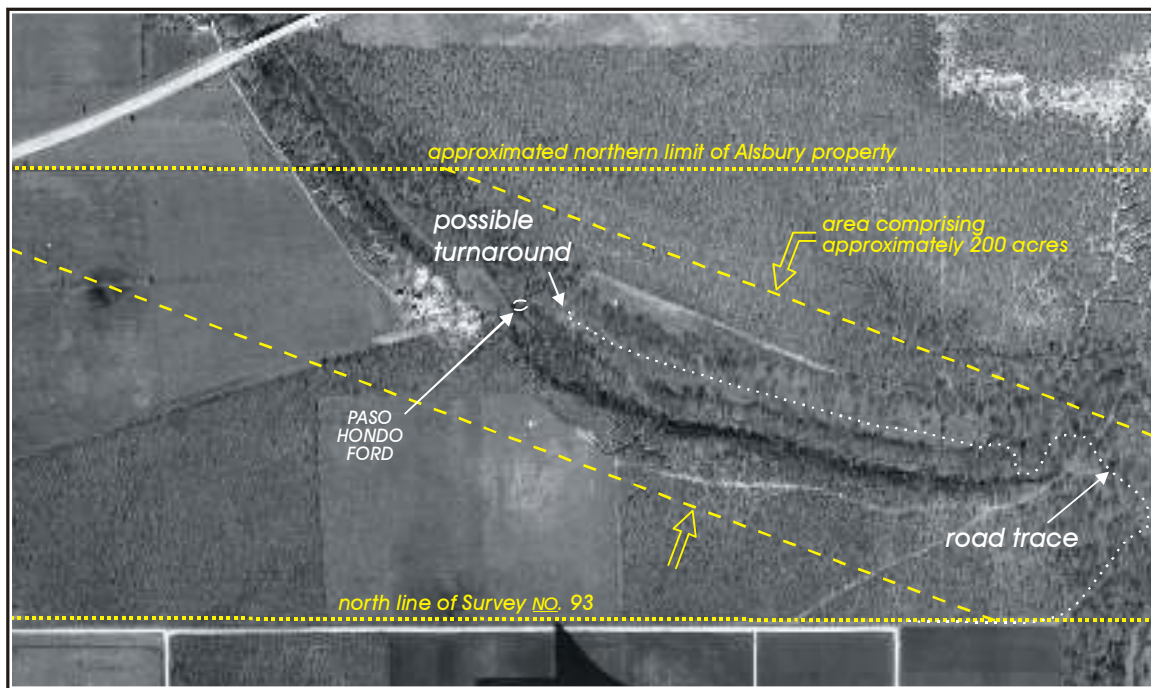 approximated northern limit of Alsbury property
possible
turnaround
area comprising
approximately 200 acres
PASO
HONDO
FORD
road trace
north line of Survey NO. 93